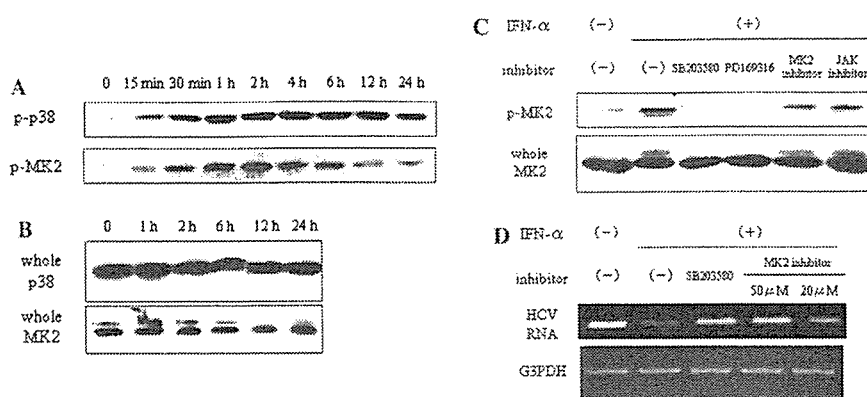 A
0 15 min 30 min 1 h 2 h 4 h 6 h 12 h 24 h
p-p38
p-MK2
B
0 1 h 2 h 6 h 12 h 24 h
whole
p38
whole
MK2
C
IFN-α (−) (+)
inhibitor (−) (−) SB203580 PD169316 MK2 inhibitor JAK inhibitor
p-MK2
whole
MK2
D
IFN-α (−) (+)
MK2 inhibitor
inhibitor (−) (−) SB203580 50μM 20μM
HCV
RNA
G3PDH